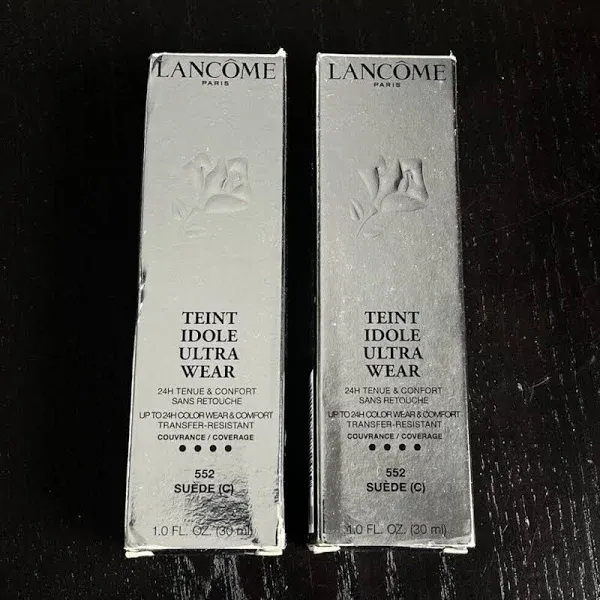 LANCÔME
PARIS
TEINT
IDOLE
ULTRA
WEAR
24H TENUE & CONFORT
SANS RETOUCHE
UP TO 24H COLOR WEAR & COMFORT
TRANSFER-RESISTANT
COUVRANCE / COVERAGE
552
SUÈDE (C)
1.0 FL. OZ. (30 ml)
LANCÔME
PARIS
TEINT
IDOLE
ULTRA
WEAR
24H TENUE & CONFORT
SANS RETOUCHE
UP TO 24H COLOR WEAR & COMFORT
TRANSFER-RESISTANT
COUVRANCE / COVERAGE
552
SUÈDE (C)
1.0 FL. OZ. (30 ml)